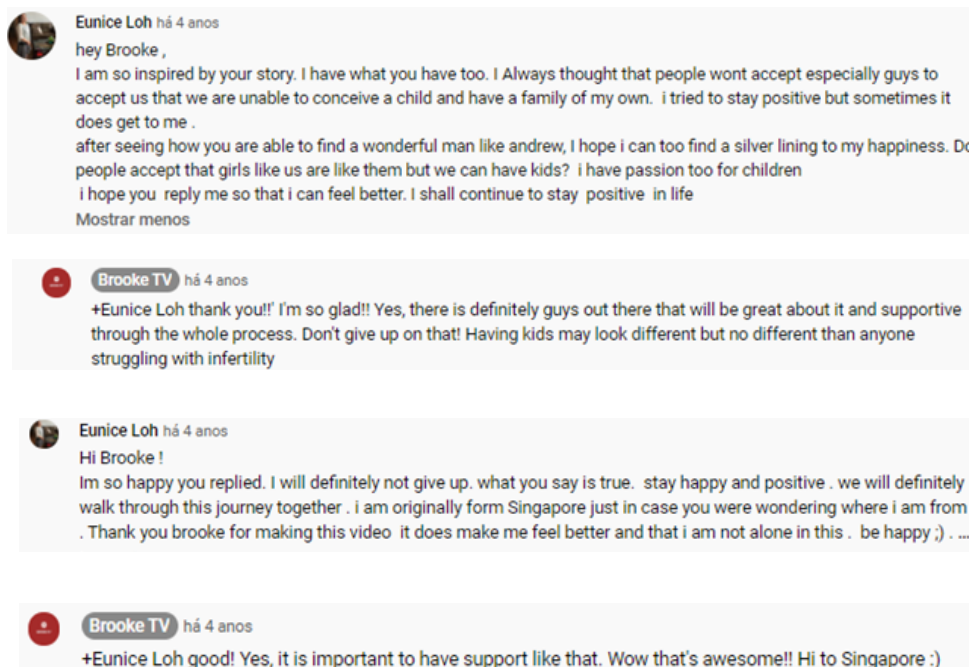 Eunice Loh há 4 anos
hey Brooke ,
I am so inspired by your story. I have what you have too. I Always thought that people wont accept especially guys to
accept us that we are unable to conceive a child and have a family of my own.  i tried to stay positive but sometimes it
does get to me .
after seeing how you are able to find a wonderful man like andrew, I hope i can too find a silver lining to my happiness. Do
people accept that girls like us are like them but we can have kids?  i have passion too for children
i hope you  reply me so that i can feel better. I shall continue to stay  positive  in life
Mostrar menos
Brooke TV há 4 anos
+Eunice Loh thank you!!' I'm so glad!! Yes, there is definitely guys out there that will be great about it and supportive
through the whole process. Don't give up on that! Having kids may look different but no different than anyone
struggling with infertility
Eunice Loh há 4 anos
Hi Brooke !
Im so happy you replied. I will definitely not give up. what you say is true.  stay happy and positive . we will definitely
walk through this journey together . i am originally form Singapore just in case you were wondering where i am from
. Thank you brooke for making this video  it does make me feel better and that i am not alone in this .  be happy ;) . ...
Brooke TV há 4 anos
+Eunice Loh good! Yes, it is important to have support like that. Wow that's awesome!! Hi to Singapore :)